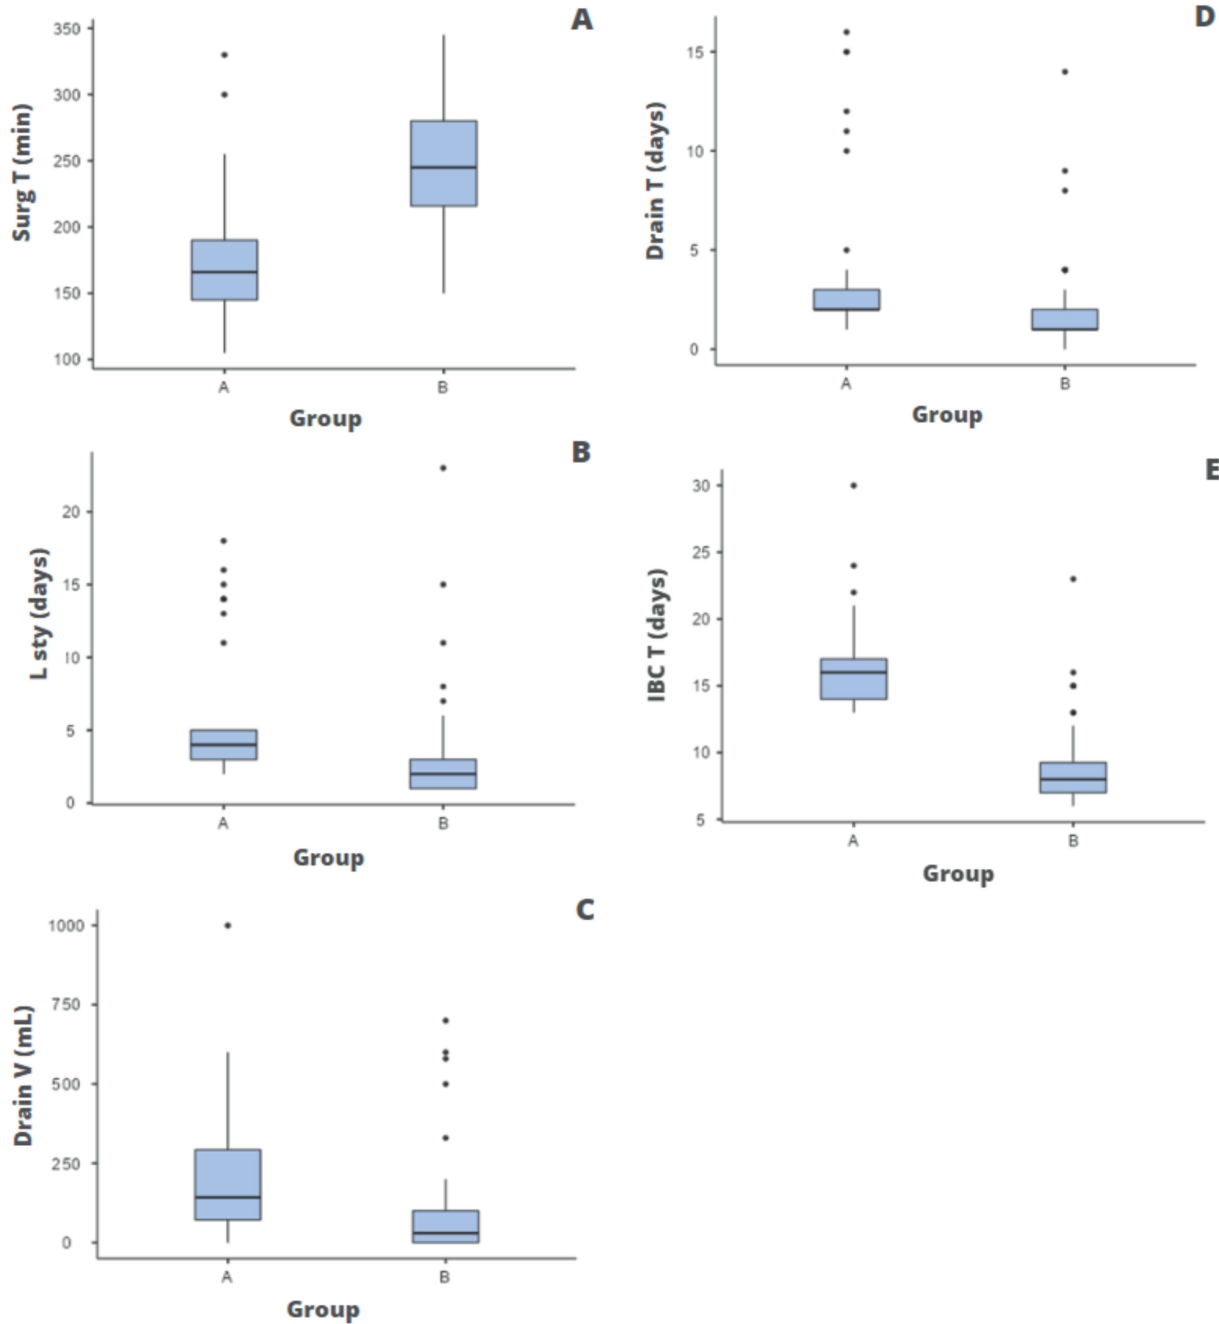 A
Surg T (min)
350
300
250
200
150
100
A B
Group
B
L sty (days)
20
15
10
5
0
A B
Group
C
Drain V (mL)
1000
750
500
250
0
A B
Group
D
Drain T (days)
15
10
5
0
A B
Group
E
IBC T (days)
30
25
20
15
10
5
A B
Group